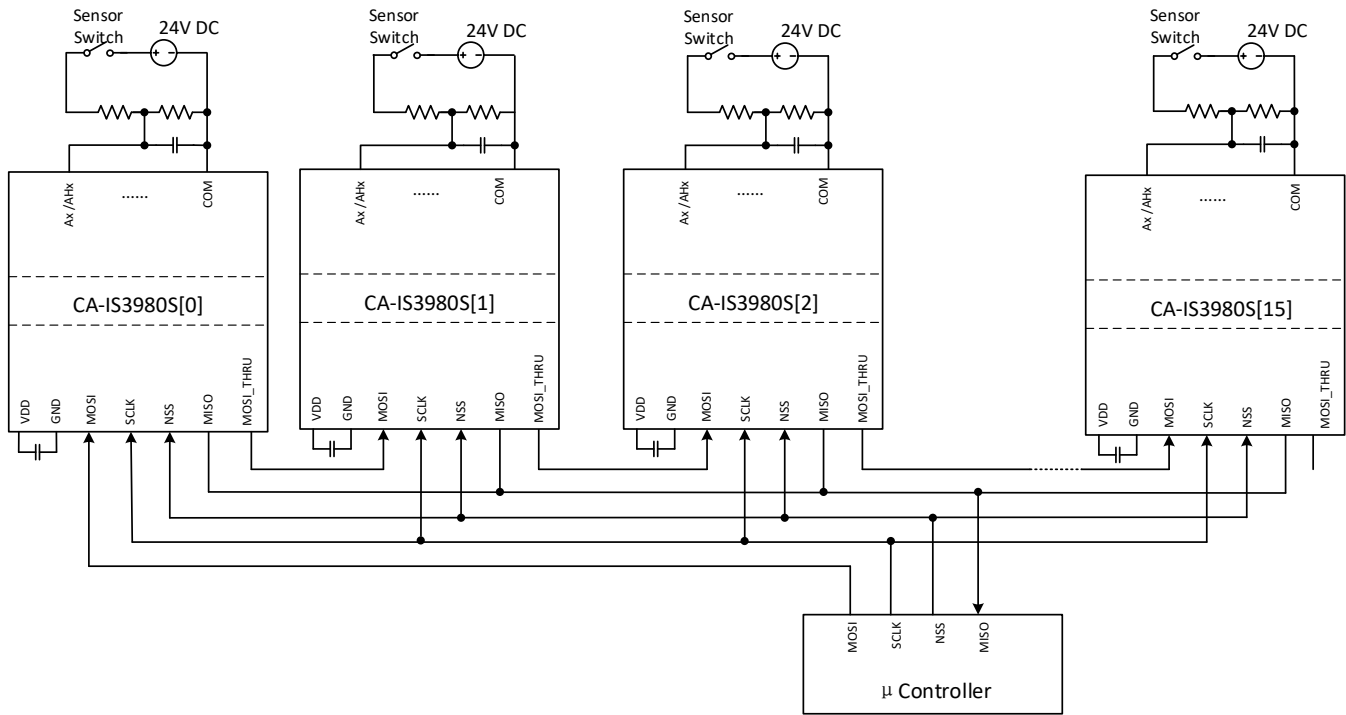 Sensor
Switch
24V DC
Sensor
Switch
24V DC
Sensor
Switch
24V DC
Sensor
Switch
24V DC
Ax /AHx
......
COM
Ax /AHx
......
COM
Ax /AHx
......
COM
Ax /AHx
......
COM
CA-IS3980S[0]
CA-IS3980S[1]
CA-IS3980S[2]
CA-IS3980S[15]
VDD
GND
MOSI
SCLK
NSS
MISO
MOSI_THRU
VDD
GND
MOSI
SCLK
NSS
MISO
MOSI_THRU
VDD
GND
MOSI
SCLK
NSS
MISO
MOSI_THRU
VDD
GND
MOSI
SCLK
NSS
MISO
MOSI_THRU
MOSI
SCLK
NSS
MISO
μ Controller